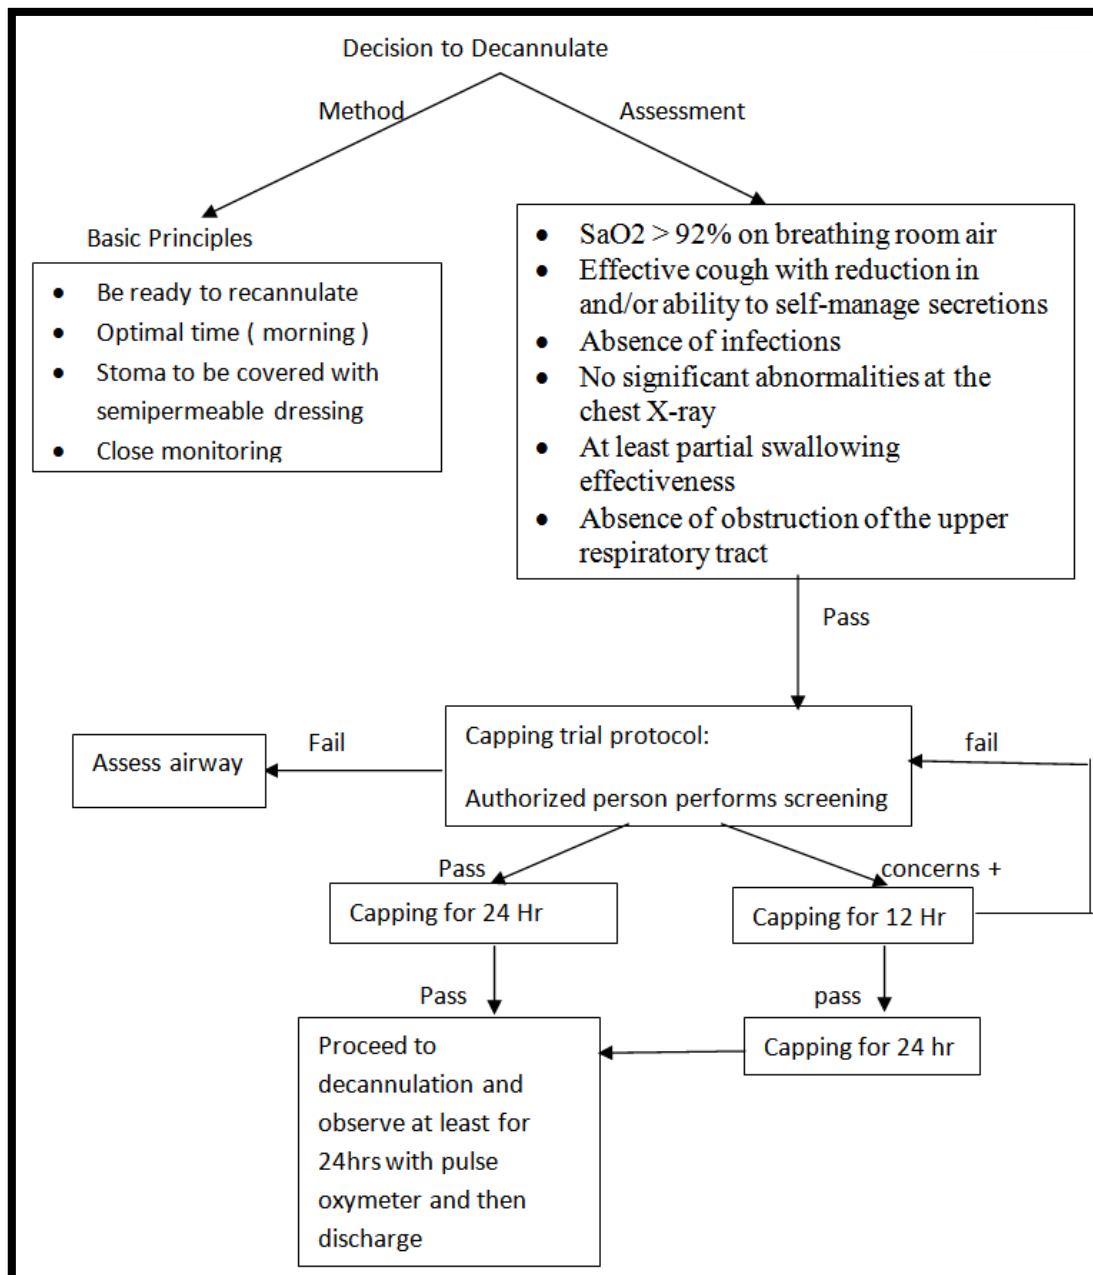 Decision to Decannulate
Method
Assessment
Basic Principles
• Be ready to recannulate
• Optimal time ( morning )
• Stoma to be covered with
semipermeable dressing
• Close monitoring
• SaO2 > 92% on breathing room air
• Effective cough with reduction in
and/or ability to self-manage secretions
• Absence of infections
• No significant abnormalities at the
chest X-ray
• At least partial swallowing
effectiveness
• Absence of obstruction of the upper
respiratory tract
Pass
Capping trial protocol:
Authorized person performs screening
Fail
Assess airway
fail
Pass
concerns +
Capping for 24 Hr
Capping for 12 Hr
Pass
pass
Capping for 24 hr
Proceed to
decannulation and
observe at least for
24hrs with pulse
oxymeter and then
discharge